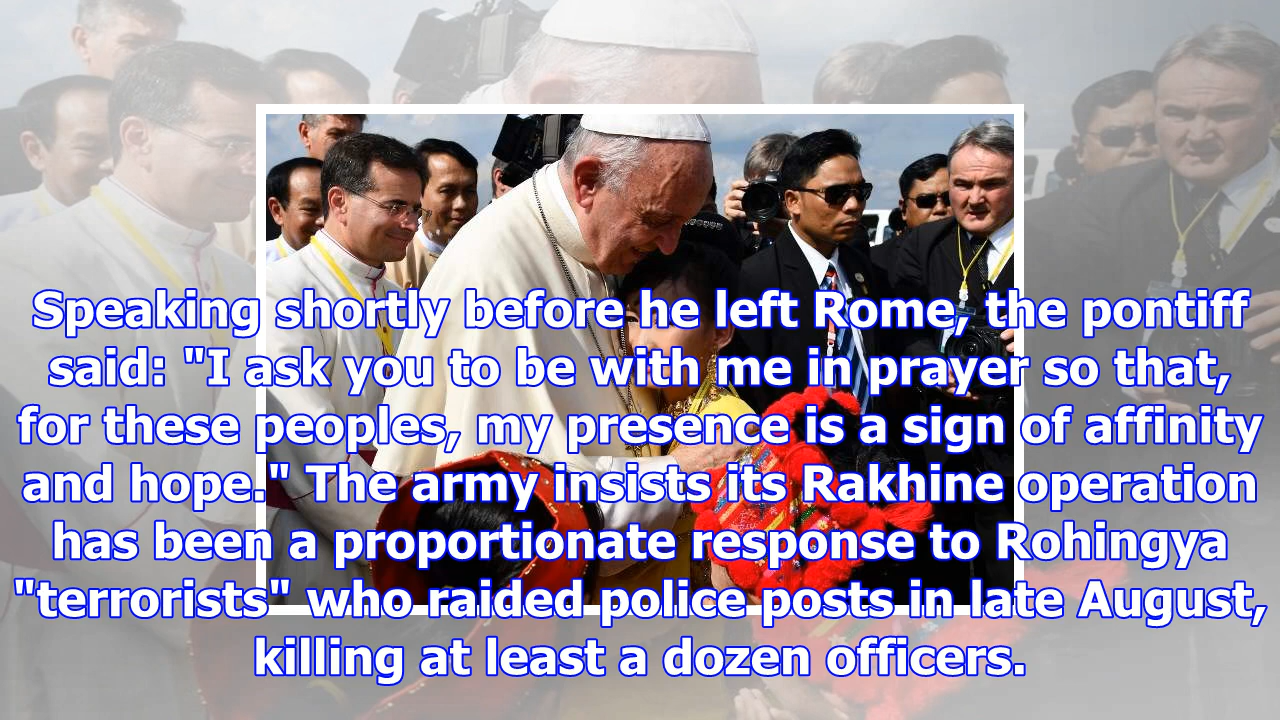 Speaking shortly before he left Rome, the pontiff
said: "I ask you to be with me in prayer so that,
for these peoples, my presence is a sign of affinity
and hope." The army insists its Rakhine operation
has been a proportionate response to Rohingya
"terrorists" who raided police posts in late August,
killing at least a dozen officers.